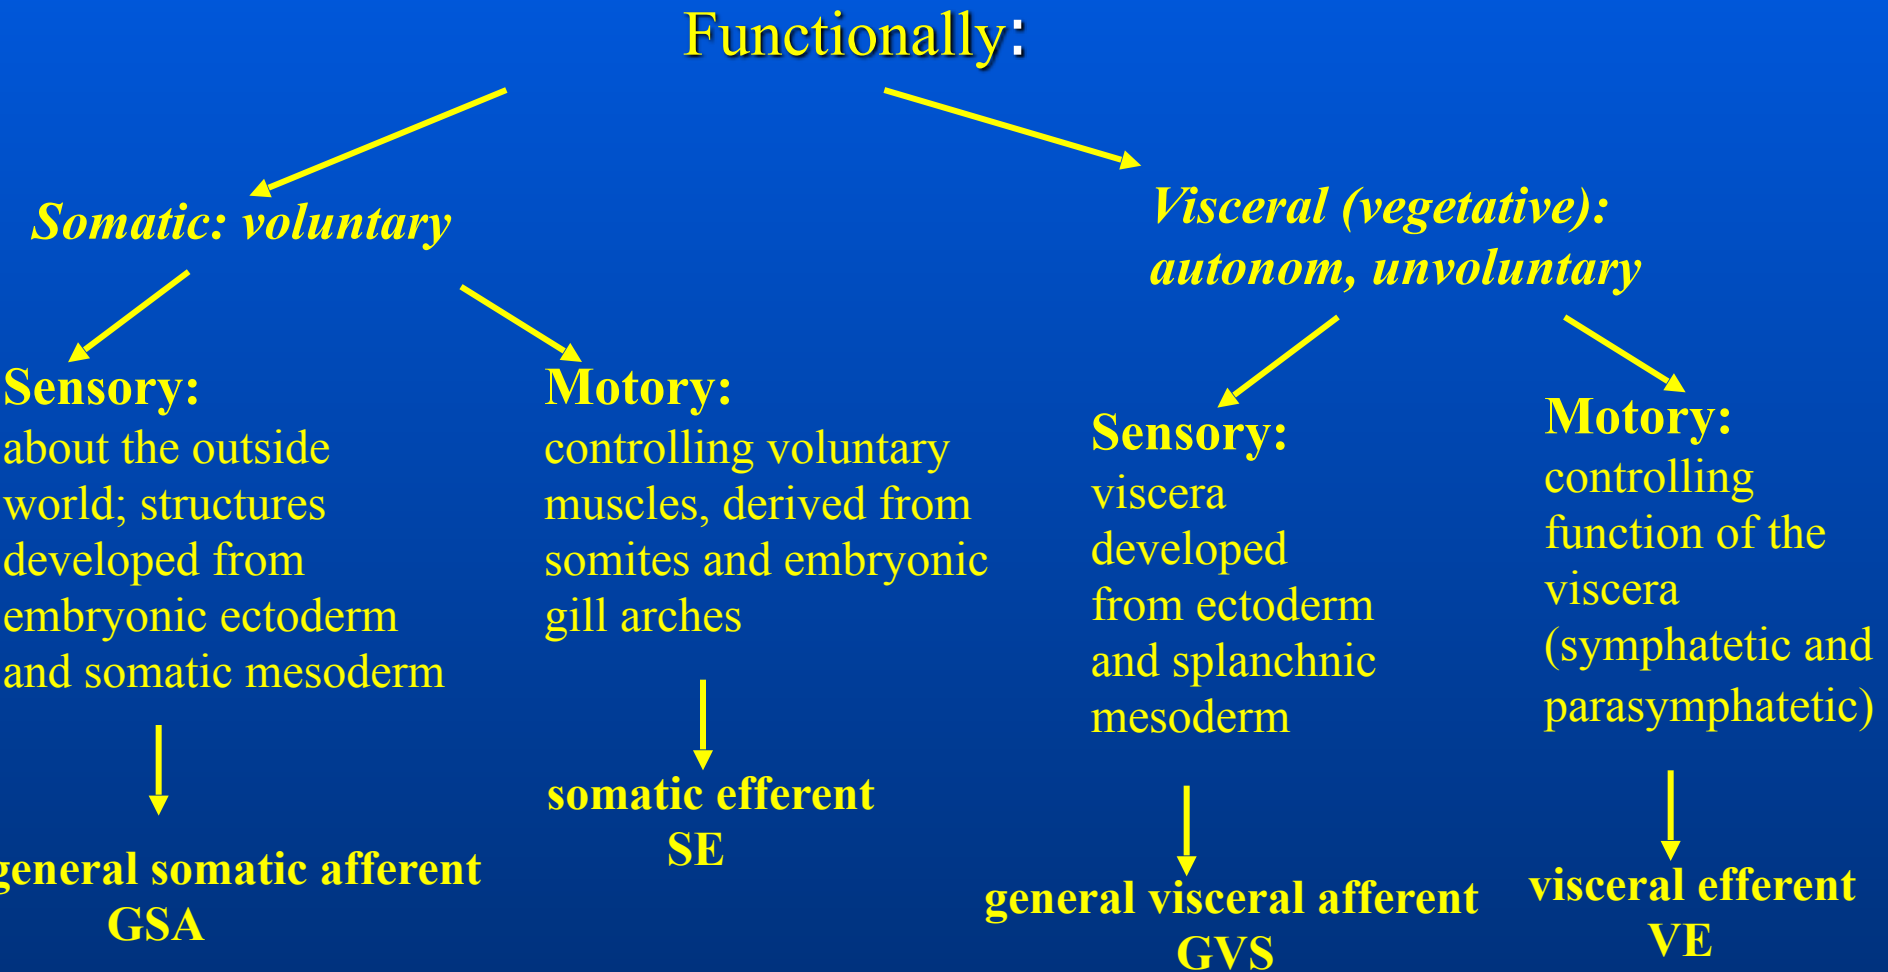 Functionally:
Somatic: voluntary
Sensory:
about the outside
world; structures
developed from
embryonic ectoderm
and somatic mesoderm
general somatic afferent
GSA
Motory:
controlling voluntary
muscles, derived from
somites and embryonic
gill arches
somatic efferent
SE
Visceral (vegetative):
autonom, unvoluntary
Sensory:
viscera
developed
from ectoderm
and splanchnic
mesoderm
general visceral afferent
GVS
Motory:
controlling
function of the
viscera
(symphatetic and
parasymphatetic)
visceral efferent
VE